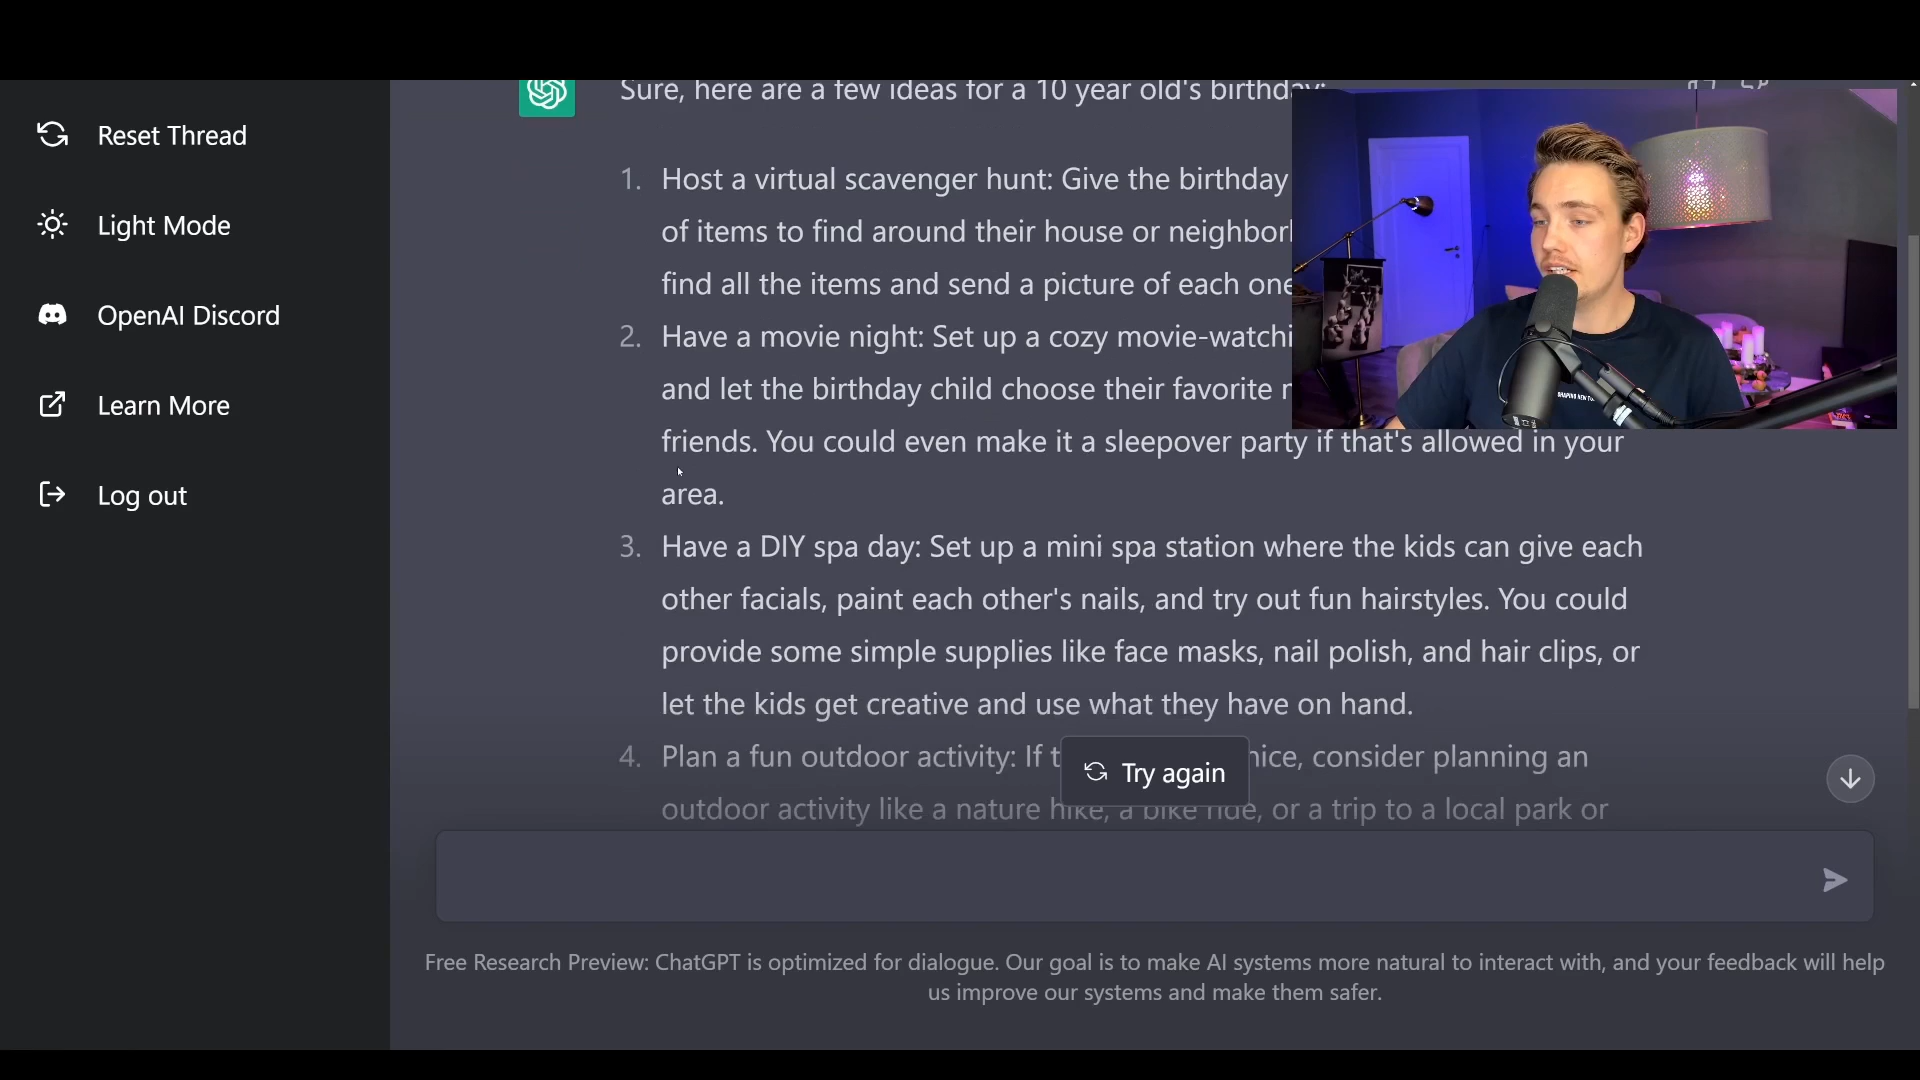 Sure, here are a few ideas for a 10 year old's birthday:
Reset Thread
Light Mode
OpenAI Discord
Learn More
Log out
1. Host a virtual scavenger hunt: Give the birthday
of items to find around their house or
find all the items and send a picture of each one
2. Have a movie night: Set up a cozy
and let the birthday child choose their favorite
friends. You could even make it a sleepover party if that's allowed in your
area.
3. Have a DIY spa day: Set up a mini spa station where the kids can give each
other facials, paint each other's nails, and try out fun hairstyles. You could
provide some simple supplies like face masks, nail polish, and hair clips, or
let the kids get creative and use what they have on hand.
4. Plan a fun outdoor activity: If nice, consider planning an
Try again
outdoor activity like a nature hike, a bike ride, or a trip to a local park or
Free Research Preview: ChatGPT is optimized for dialogue. Our goal is to make AI systems more natural to interact with, and your feedback will help
us improve our systems and make them safer.